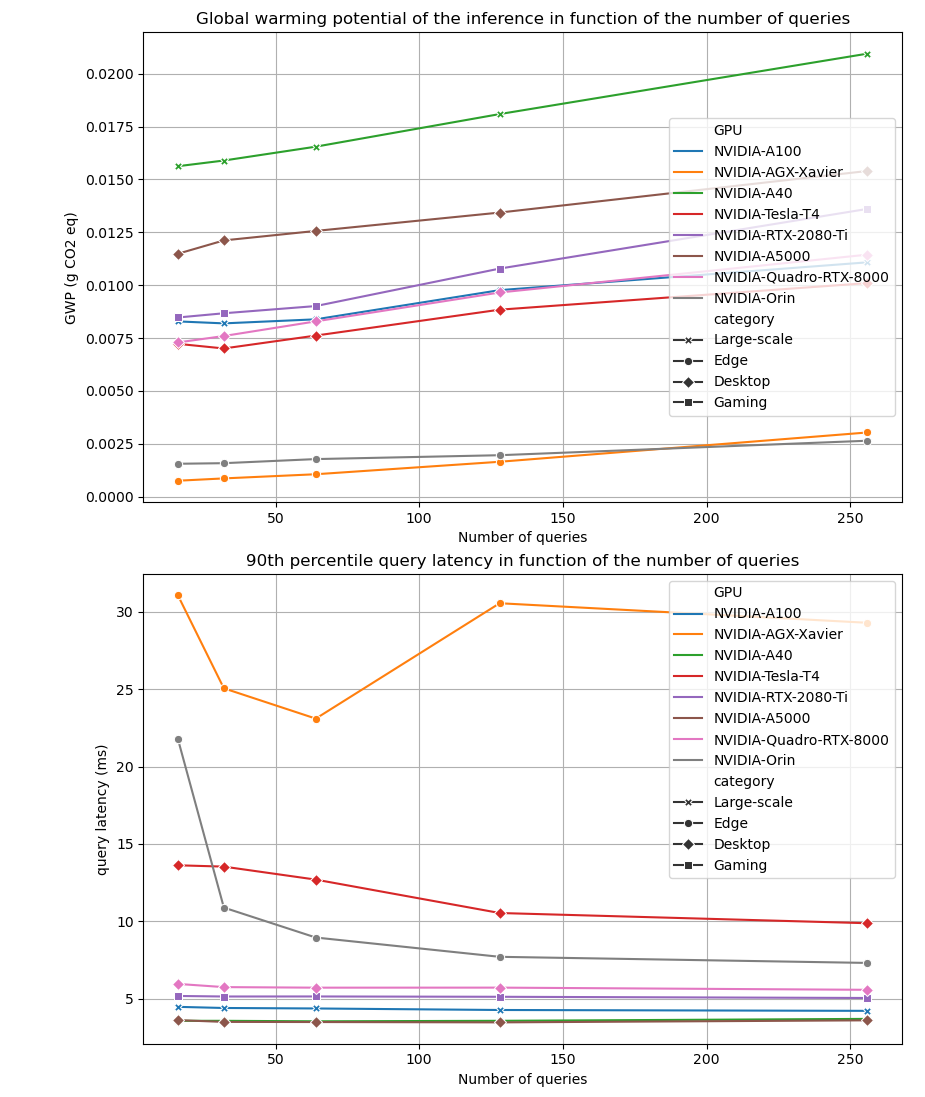 Global warming potential of the inference in function of the number of queries
0.0200
0.0175
0.0150
0.0125
0.0100
0.0075
0.0050
0.0025
0.0000
GWP (g CO2 eq)
GPU
NVIDIA-A100
NVIDIA-AGX-Xavier
NVIDIA-A40
NVIDIA-Tesla-T4
NVIDIA-RTX-2080-Ti
NVIDIA-A5000
NVIDIA-Quadro-RTX-8000
NVIDIA-Orin
category
Large-scale
Edge
Desktop
Gaming
50 100 150 200 250
Number of queries
90th percentile query latency in function of the number of queries
30
25
20
15
10
5
query latency (ms)
GPU
NVIDIA-A100
NVIDIA-AGX-Xavier
NVIDIA-A40
NVIDIA-Tesla-T4
NVIDIA-RTX-2080-Ti
NVIDIA-A5000
NVIDIA-Quadro-RTX-8000
NVIDIA-Orin
category
Large-scale
Edge
Desktop
Gaming
50 100 150 200 250
Number of queries